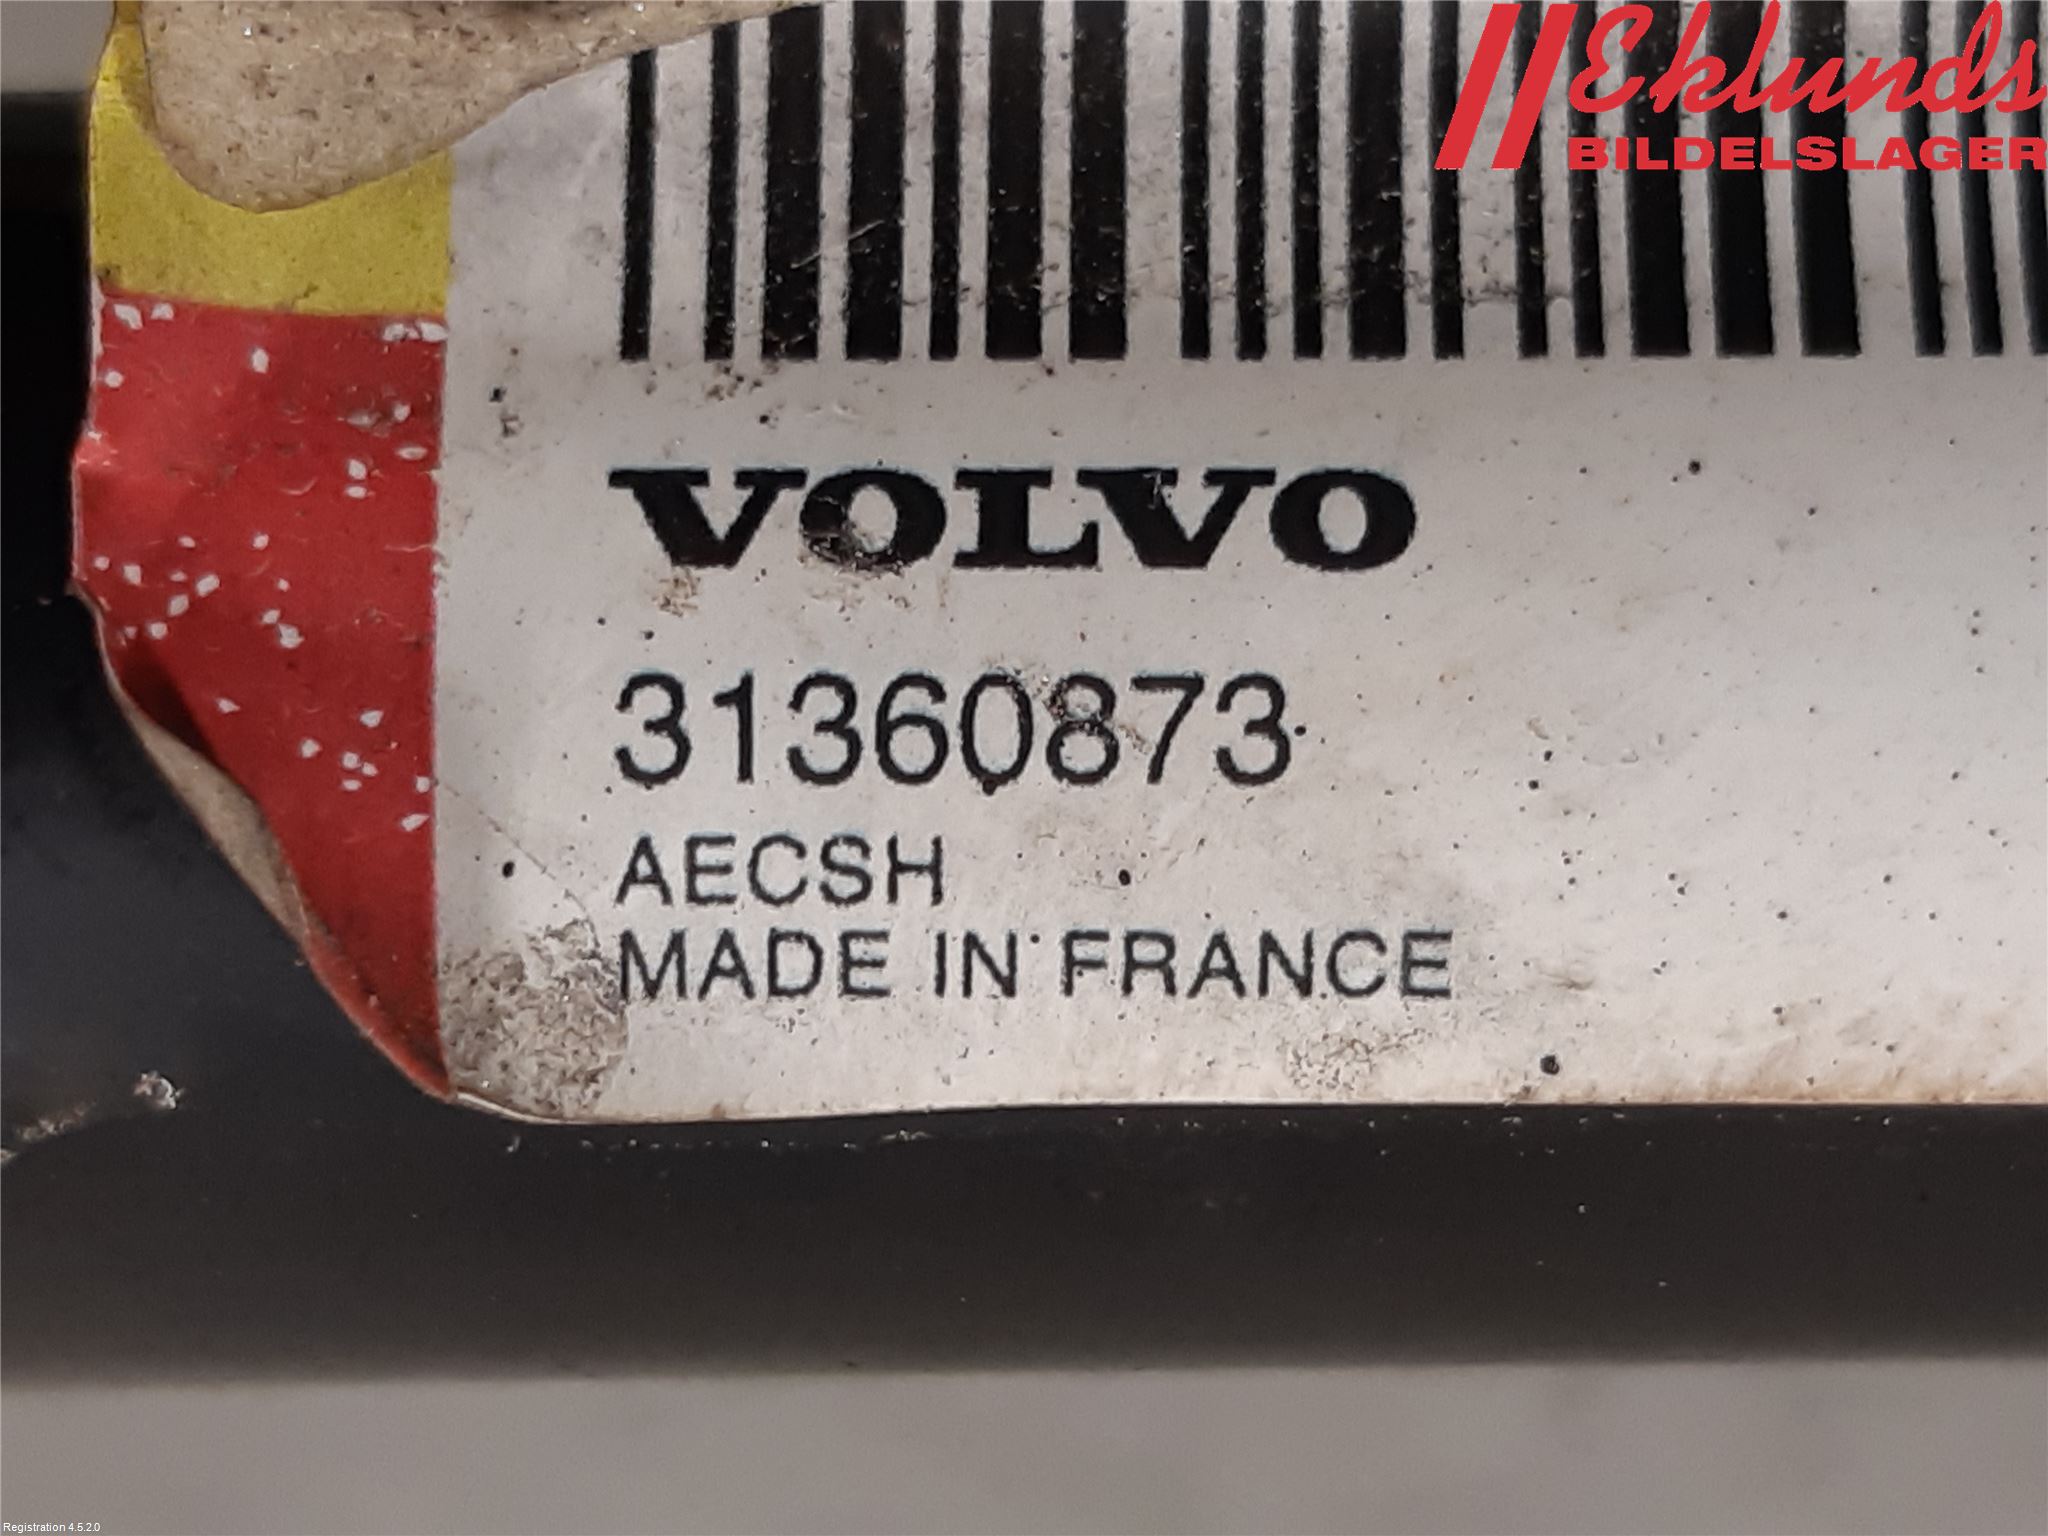 Eklunds
BILDELSLAGER
VOLVO
31360873
AECSH
MADE IN FRANCE
Registration 4.5.2.0